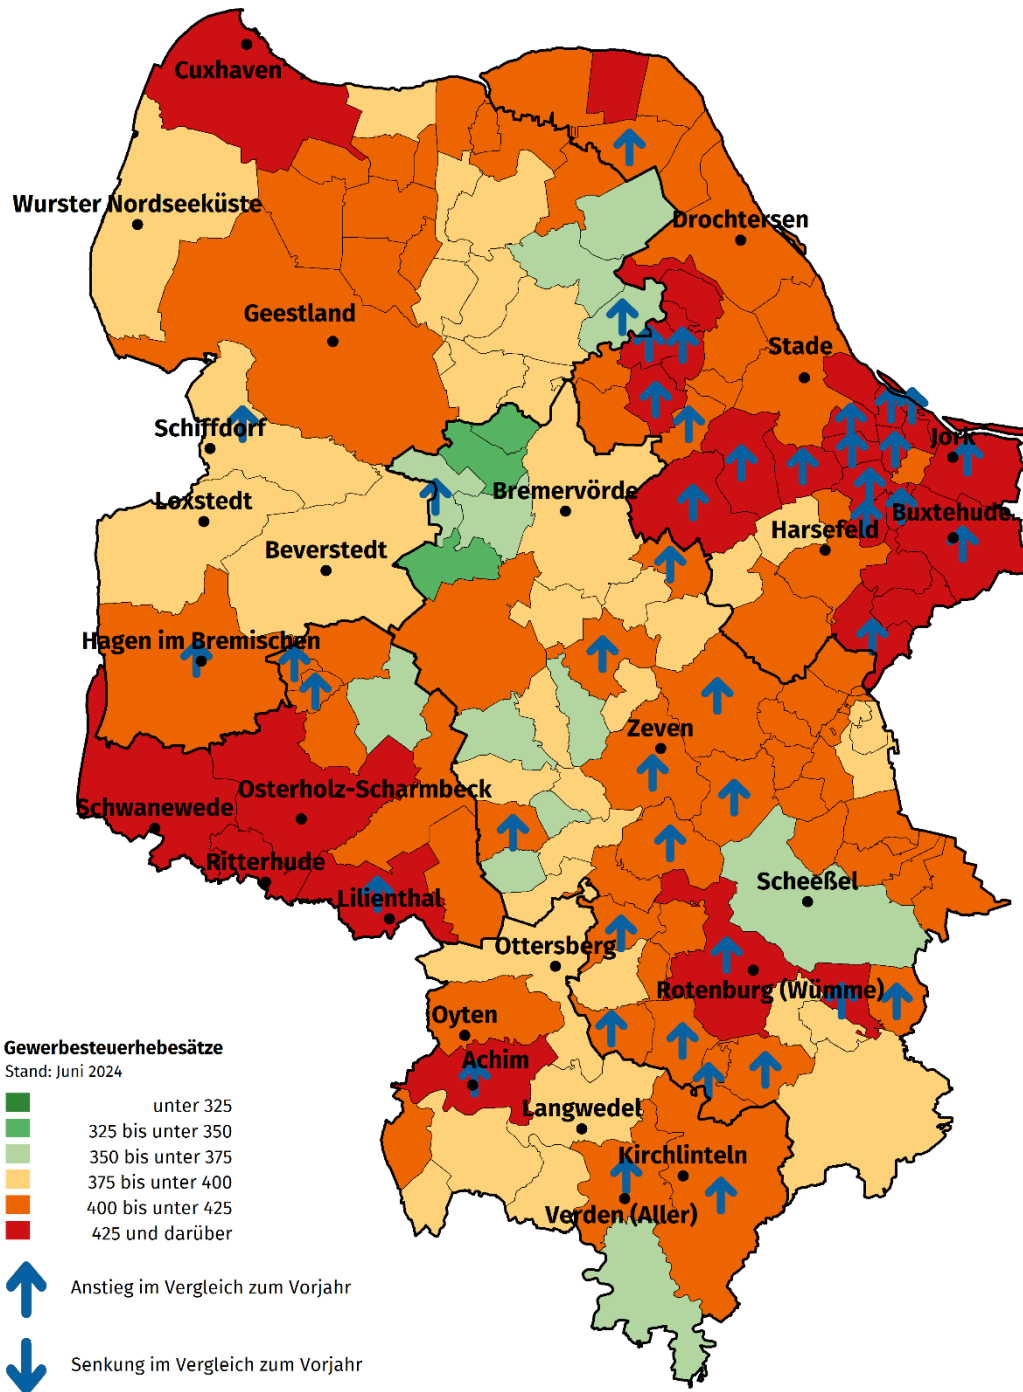 Cuxhaven
Wurster Nordseeküste
Drochtersen
Geestland
Stade
Schiffdorf
Jork
Loxstedt
Bremervörde
Buxtehude
Harsefeld
Beverstedt
Hagen im Bremischen
Zeven
Osterholz-Scharmbeck
Schwanewede
Ritterhude
Scheeßel
Lilienthal
Ottersberg
Rotenburg (Wümme)
Oyten
Achim
Langwedel
Kirchlinteln
Verden (Aller)
Gewerbesteuerhebesätze
Stand: Juni 2024
unter 325
325 bis unter 350
350 bis unter 375
375 bis unter 400
400 bis unter 425
425 und darüber
Anstieg im Vergleich zum Vorjahr
Senkung im Vergleich zum Vorjahr